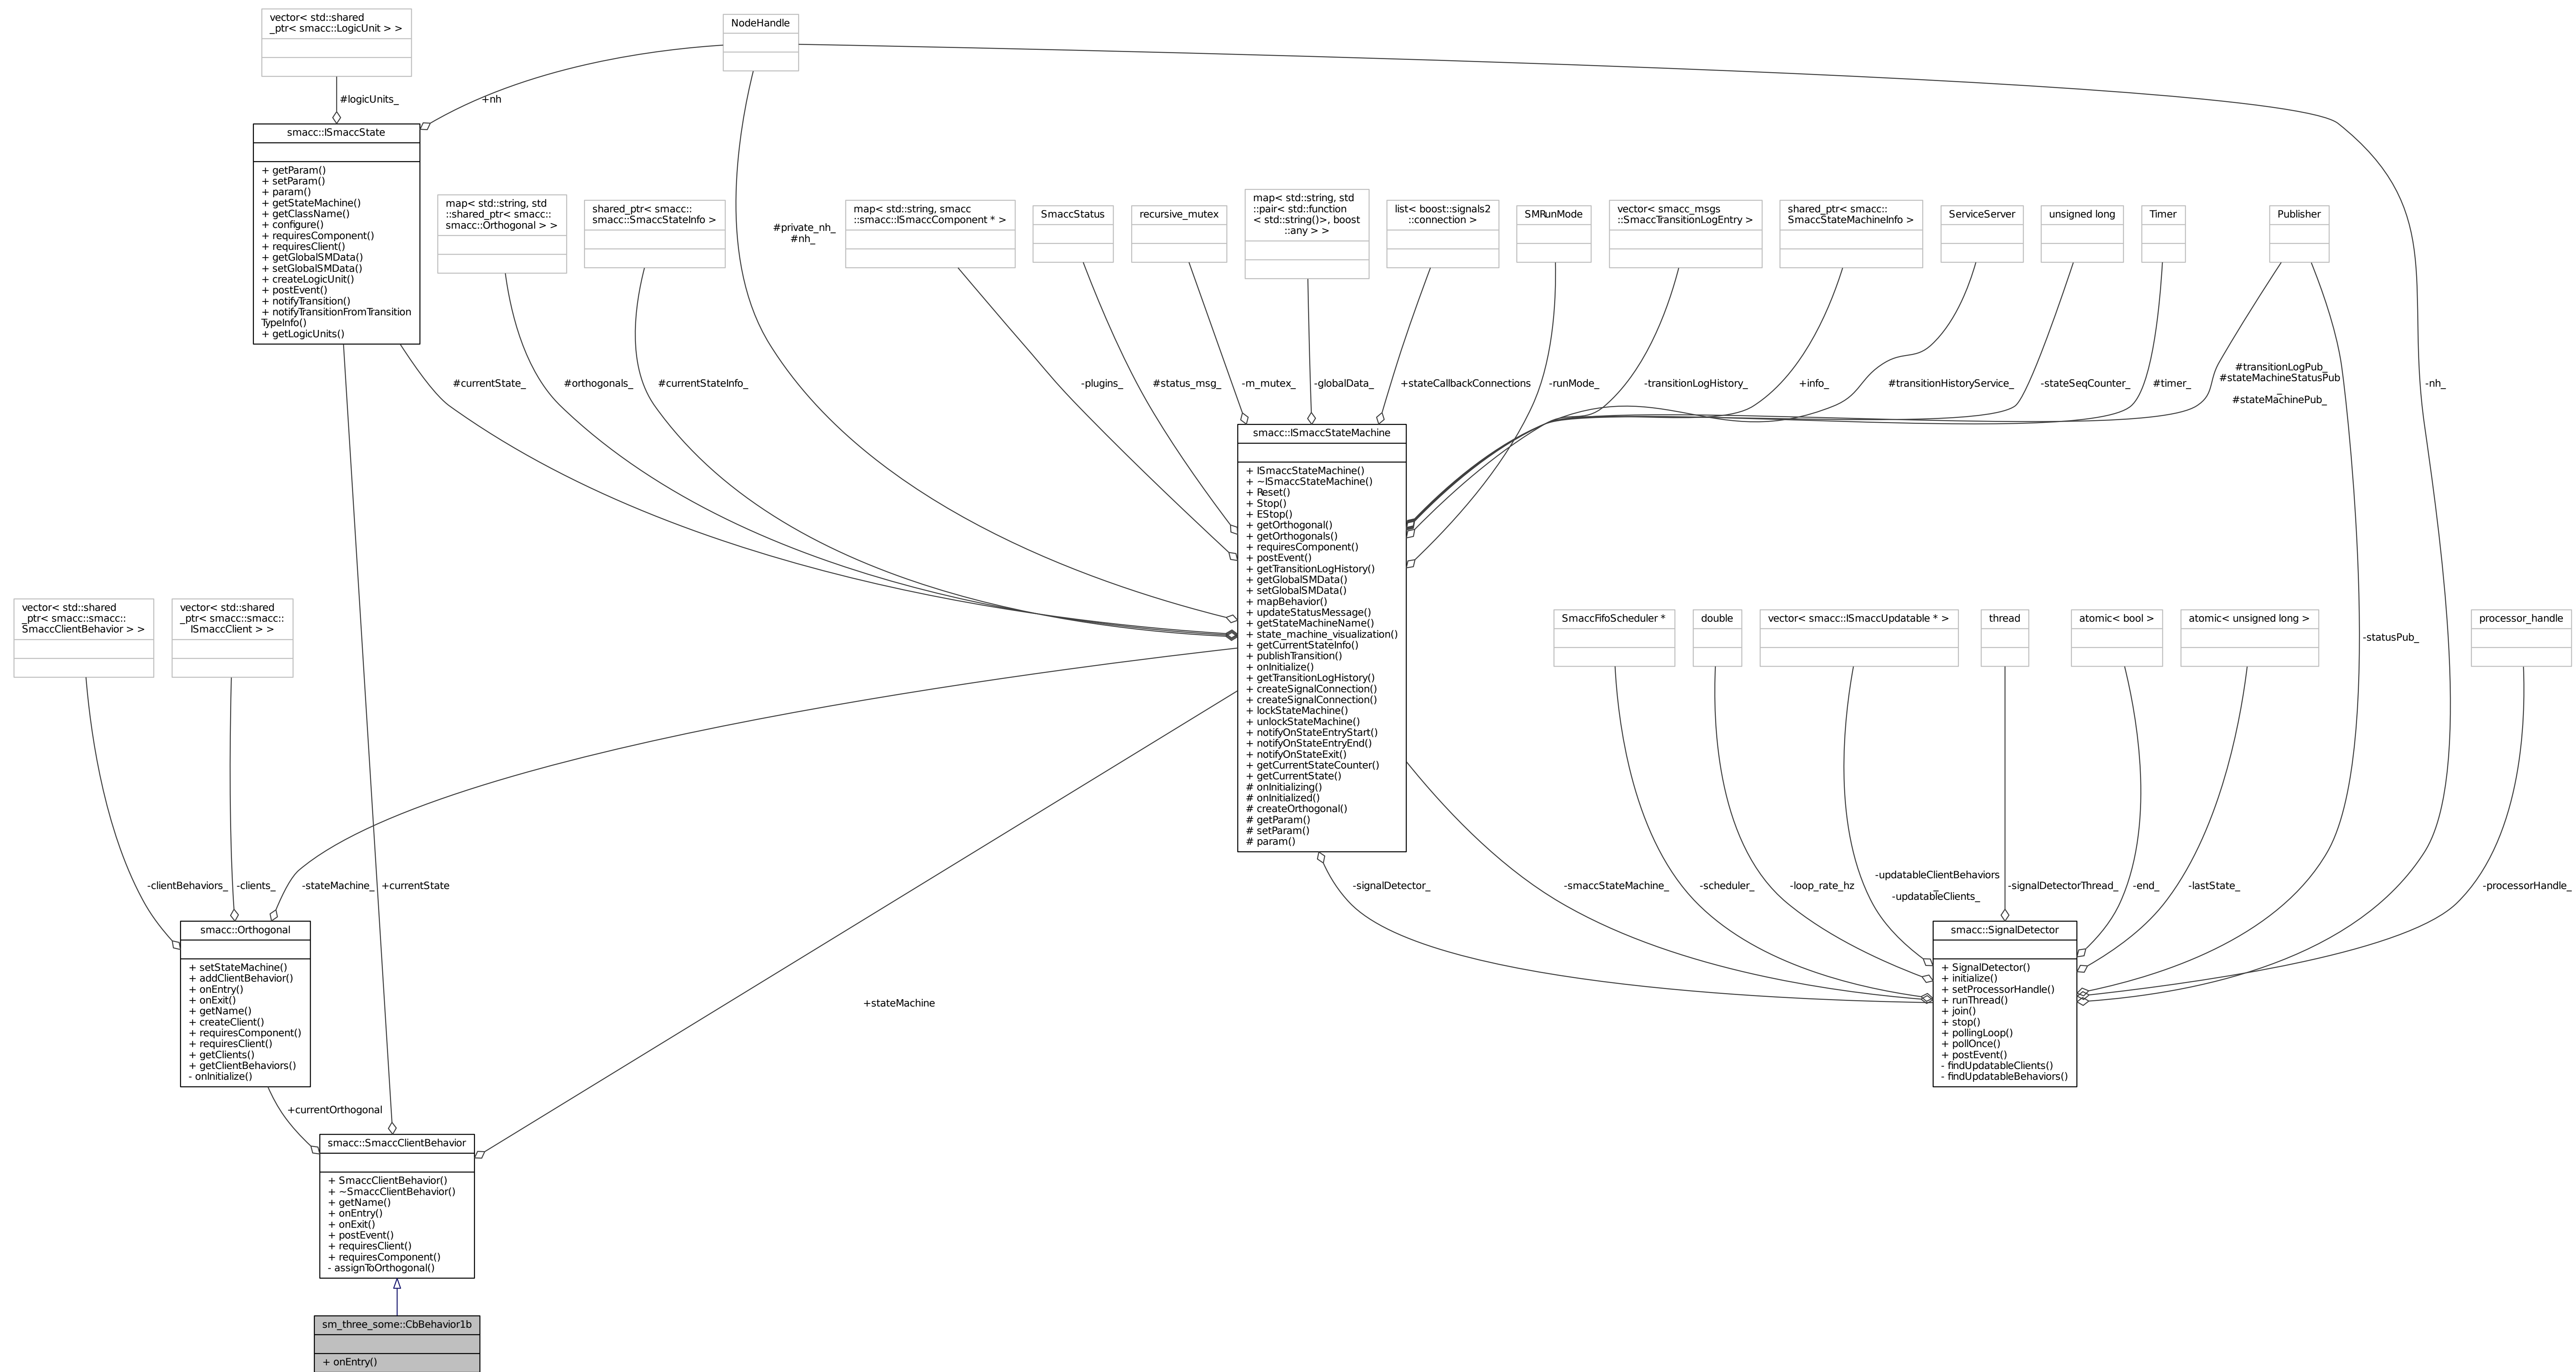 vector< std::shared
_ptr< smacc::LogicUnit > >
NodeHandle
#logicUnits_
+nh
smacc::ISmaccState
+ getParam()
+ setParam()
+ param()
+ getStateMachine()
+ getClassName()
+ configure()
+ requiresComponent()
+ requiresClient()
+ getGlobalSMData()
+ setGlobalSMData()
+ createLogicUnit()
+ postEvent()
+ notifyTransition()
+ notifyTransitionFromTransition
TypeInfo()
+ getLogicUnits()
map< std::string, std
::shared_ptr< smacc::
smacc::Orthogonal > >
shared_ptr< smacc::
smacc::SmaccStateInfo >
#private_nh_
#nh_
map< std::string, smacc
::smacc::ISmaccComponent * >
SmaccStatus
recursive_mutex
map< std::string, std
::pair< std::function
< std::string()>, boost
::any > >
list< boost::signals2
::connection >
SMRunMode
vector< smacc_msgs
::SmaccTransitionLogEntry >
shared_ptr< smacc::
SmaccStateMachineInfo >
ServiceServer
unsigned long
Timer
Publisher
#currentState_
#orthogonals_
#currentStateInfo_
-plugins_
#status_msg_
-m_mutex_
-globalData_
+stateCallbackConnections
-runMode_
-transitionLogHistory_
+info_
#transitionHistoryService_
-stateSeqCounter_
#timer_
#transitionLogPub_
#stateMachineStatusPub
_
#stateMachinePub_
-nh_
smacc::ISmaccStateMachine
+ ISmaccStateMachine()
+ ~ISmaccStateMachine()
+ Reset()
+ Stop()
+ EStop()
+ getOrthogonal()
+ getOrthogonals()
+ requiresComponent()
+ postEvent()
+ getTransitionLogHistory()
+ getGlobalSMData()
+ setGlobalSMData()
+ mapBehavior()
+ updateStatusMessage()
+ getStateMachineName()
+ state_machine_visualization()
+ getCurrentStateInfo()
+ publishTransition()
+ onInitialize()
+ getTransitionLogHistory()
+ createSignalConnection()
+ createSignalConnection()
+ lockStateMachine()
+ unlockStateMachine()
+ notifyOnStateEntryStart()
+ notifyOnStateEntryEnd()
+ notifyOnStateExit()
+ getCurrentStateCounter()
+ getCurrentState()
# onInitializing()
# onInitialized()
# createOrthogonal()
# getParam()
# setParam()
# param()
vector< std::shared
_ptr< smacc::smacc::
SmaccClientBehavior > >
vector< std::shared
_ptr< smacc::smacc::
ISmaccClient > >
SmaccFifoScheduler *
double
vector< smacc::ISmaccUpdatable * >
thread
atomic< bool >
atomic< unsigned long >
-statusPub_
processor_handle
-clientBehaviors_
-clients_
-stateMachine_
+currentState
-signalDetector_
-smaccStateMachine_
-scheduler_
-loop_rate_hz
-updatableClientBehaviors
_
-updatableClients_
-signalDetectorThread_
-end_
-lastState_
-processorHandle_
smacc::Orthogonal
+ setStateMachine()
+ addClientBehavior()
+ onEntry()
+ onExit()
+ getName()
+ createClient()
+ requiresComponent()
+ requiresClient()
+ getClients()
+ getClientBehaviors()
- onInitialize()
+stateMachine
smacc::SignalDetector
+ SignalDetector()
+ initialize()
+ setProcessorHandle()
+ runThread()
+ join()
+ stop()
+ pollingLoop()
+ pollOnce()
+ postEvent()
- findUpdatableClients()
- findUpdatableBehaviors()
+currentOrthogonal
smacc::SmaccClientBehavior
+ SmaccClientBehavior()
+ ~SmaccClientBehavior()
+ getName()
+ onEntry()
+ onExit()
+ postEvent()
+ requiresClient()
+ requiresComponent()
- assignToOrthogonal()
sm_three_some::CbBehavior1b
+ onEntry()